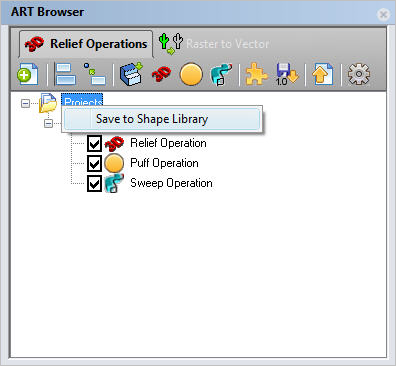 ART Browser
Relief Operations
Raster to Vector
1.0
Projects
Save to Shape Library
Relief Operation
Puff Operation
Sweep Operation